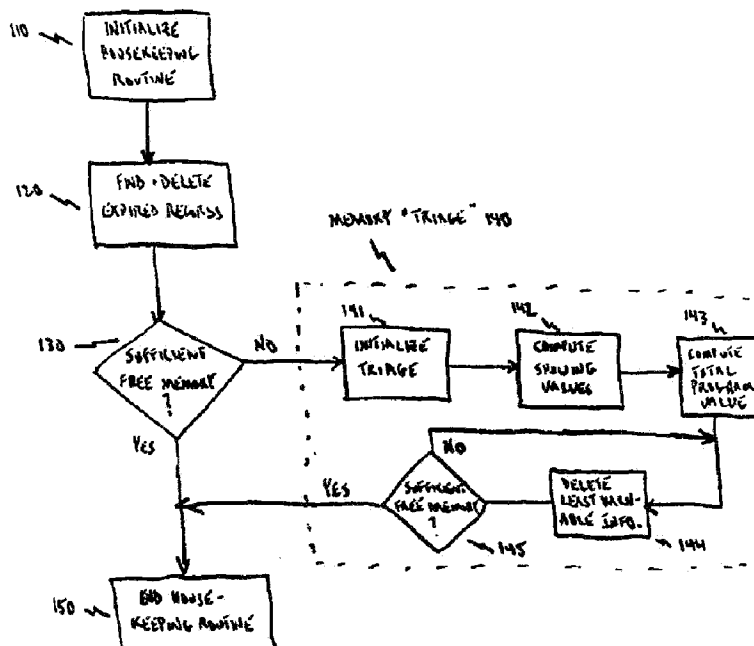 110
INITIALIZE
HOUSEKEEPING
ROUTINE
120
FIND + DELETE
EXPIRED RECORDS
MEMORY "TRIAGE" 140
130
SUFFICIENT
FREE MEMORY
?
NO
YES
141
INITIALIZE
TRIAGE
142
COMPUTE
SHOWING
VALUES
143
COMPUTE
TOTAL
PROGRAM
VALUE
NO
YES
SUFFICIENT
FREE MEMORY
?
145
DELETE
LEAST VALU-
ABLE INFO.
144
150
END HOUSE-
KEEPING ROUTINE